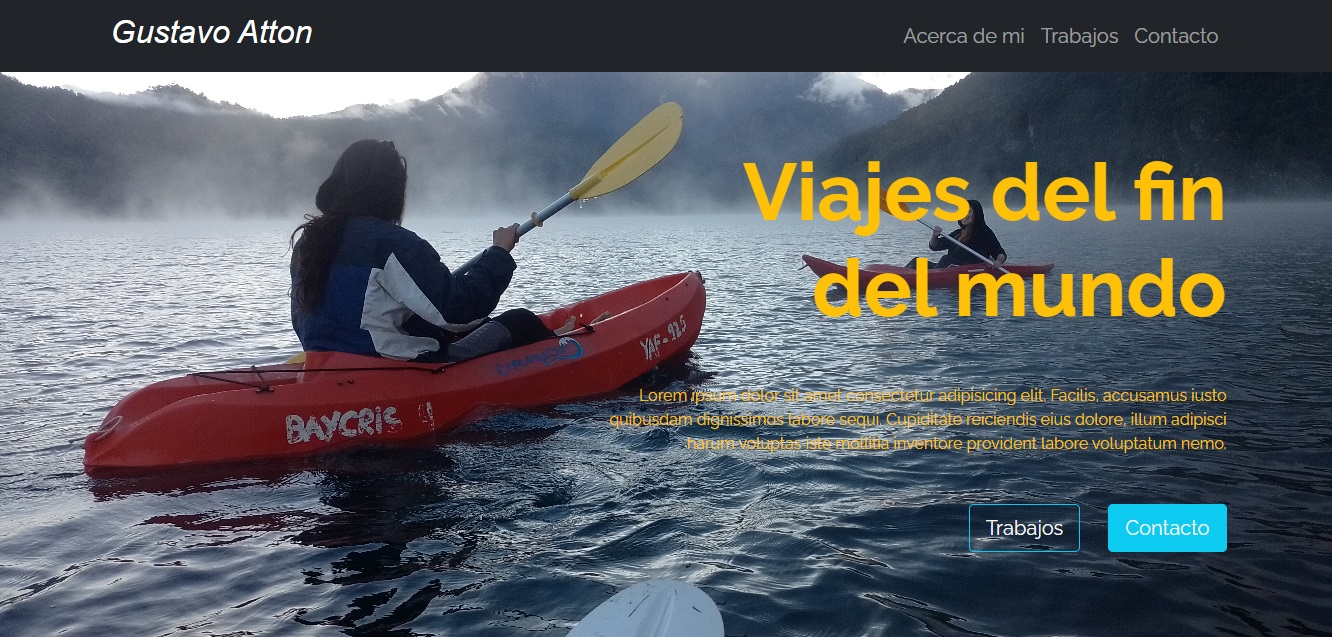 Gustavo Atton
Acerca de mi Trabajos Contacto
Viajes del fin
del mundo
YAF-925
BAYCRIS
Lorem ipsum dolor sit amet consectetur adipisicing elit. Facilis, accusamus iusto
quibusdam dignissimos labore sequi. Cupiditate reiciendis eius dolore, illum adipisci
harum voluptas iste mollitia inventore provident labore voluptatum nemo.
Trabajos Contacto